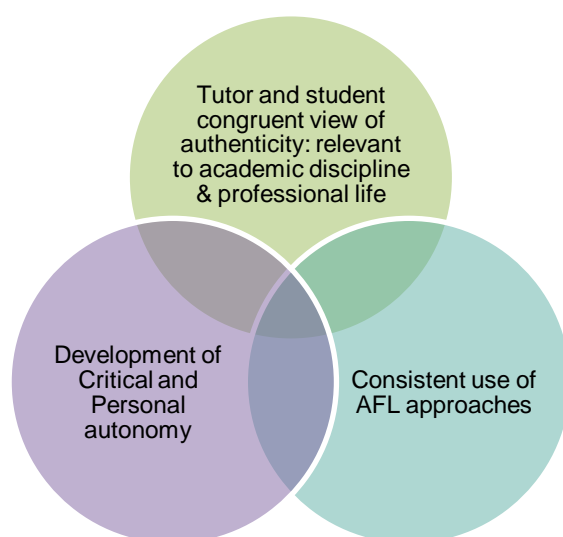 Tutor and student
congruent view of
authenticity: relevant
to academic discipline
& professional life
Development of
Critical and
Personal
autonomy
Consistent use of
AFL approaches